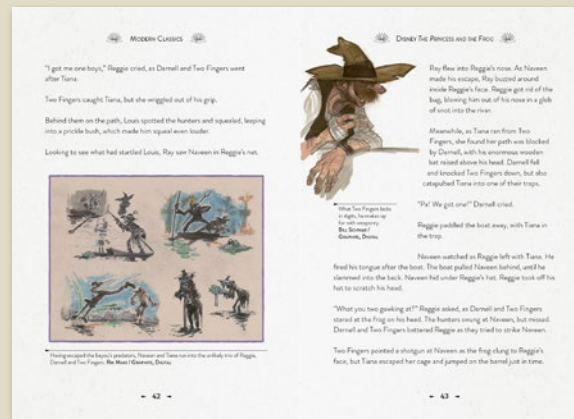 MODERN CLASSICS
"I got me one boys," Reggie cried, as Darnell and Two Fingers went
after Tiana.
Two Fingers caught Tiana, but she wriggled out of his grip.
Behind them on the path, Louis spotted the hunters and squealed, leaping
into a prickle bush, which made him squeal even louder.
Looking to see what had startled Louis, Ray saw Naveen in Reggie's net.
Having escaped the bayou's predators, Naveen and Tiana run into the unlikely trio of Reggie,
Darnell and Two Fingers. / GRAPHITE, DIGITAL
42
DISNEY THE PRINCESS AND THE FROG
Ray flew into Reggie's nose. As Naveen
made his escape, Ray buzzed around
inside Reggie's face. Reggie got rid of the
bug, blowing him out of his nose in a glob
of snot into the river.
Meanwhile, as Tiana ran from Two
Fingers, she found her path was blocked
by Darnell, with his enormous wooden
bat raised above his head. Darnell fell
and knocked Two Fingers down, but also
catapulted Tiana into one of their traps.
What Two Fingers lacks
in digits, he makes up
for with weaponry.
BILL SCHWAB /
GRAPHITE, DIGITAL
"Pa! We got one!" Darnell cried.
Reggie paddled the boat away, with Tiana in
the trap.
Naveen watched as Reggie left with Tiana. He
fired his tongue after the boat. The boat pulled Naveen behind, until he
slammed into the back. Naveen hid under Reggie's hat. Reggie took off his
hat to scratch his head.
"What you two gawking at?" Reggie asked, as Darnell and Two Fingers
stared at the frog on his head. The hunters swung at Naveen, but missed.
Darnell and Two Fingers battered Reggie as they tried to strike Naveen.
Two Fingers pointed a shotgun at Naveen as the frog clung to Reggie's
face, but Tiana escaped her cage and jumped on the barrel just in time.
43